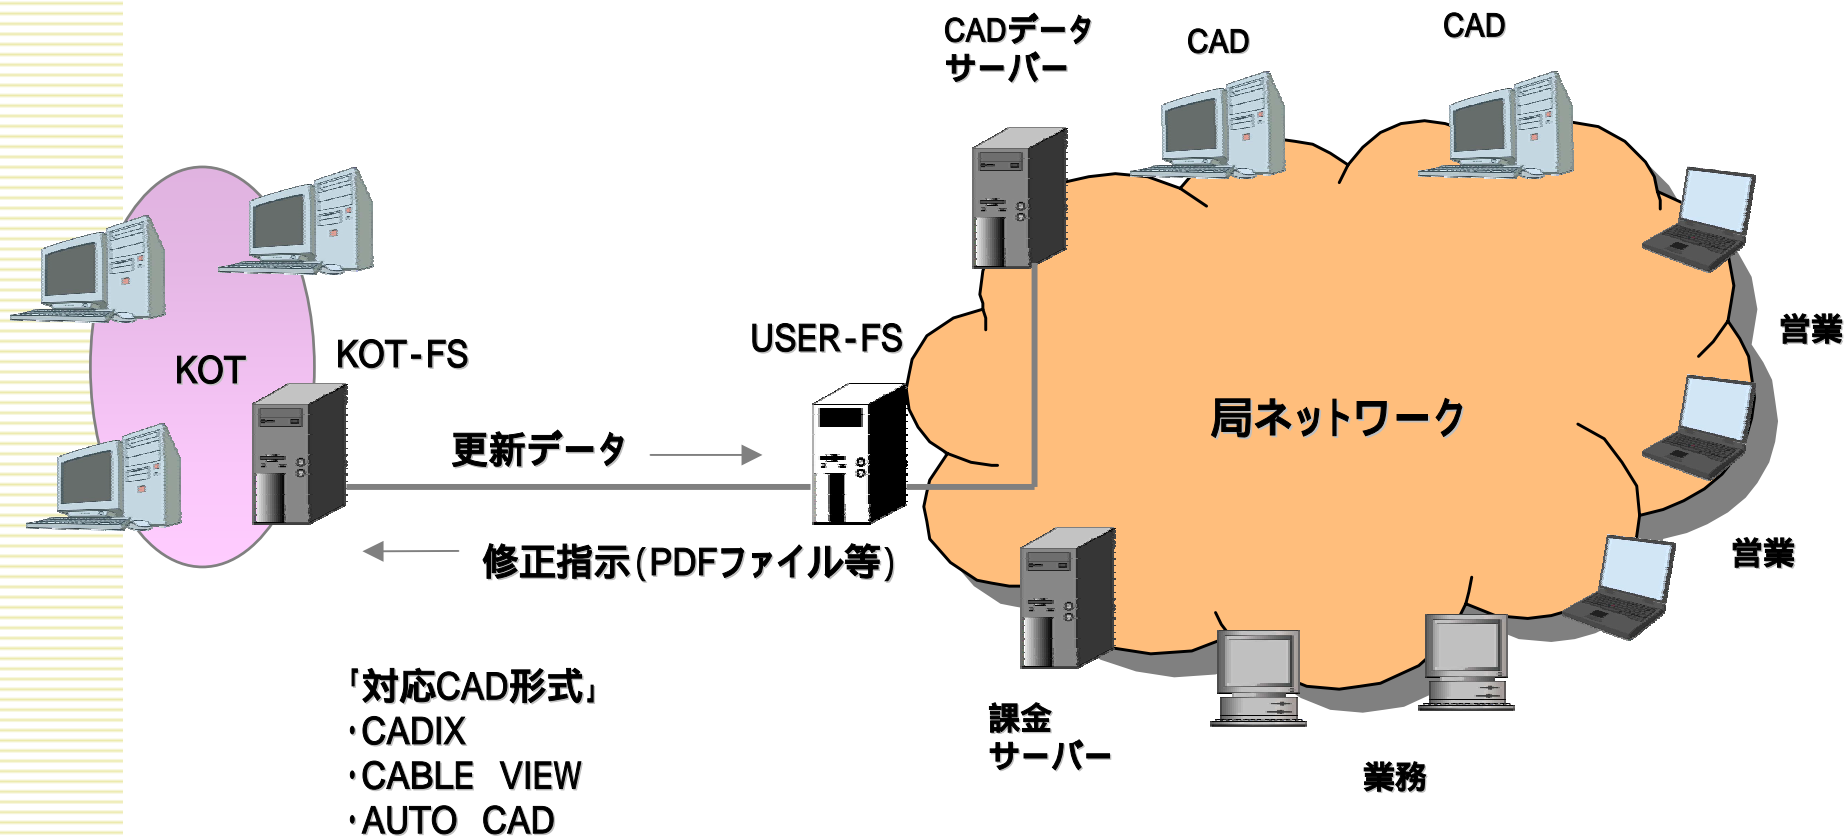 CADデータ
サーバー
CAD
CAD
KOT
KOT-FS
USER-FS
営業
局ネットワーク
更新データ
修正指示(PDFファイル等)
営業
「対応CAD形式」
・CADIX
・CABLE　VIEW
・AUTO　CAD
課金
サーバー
業務